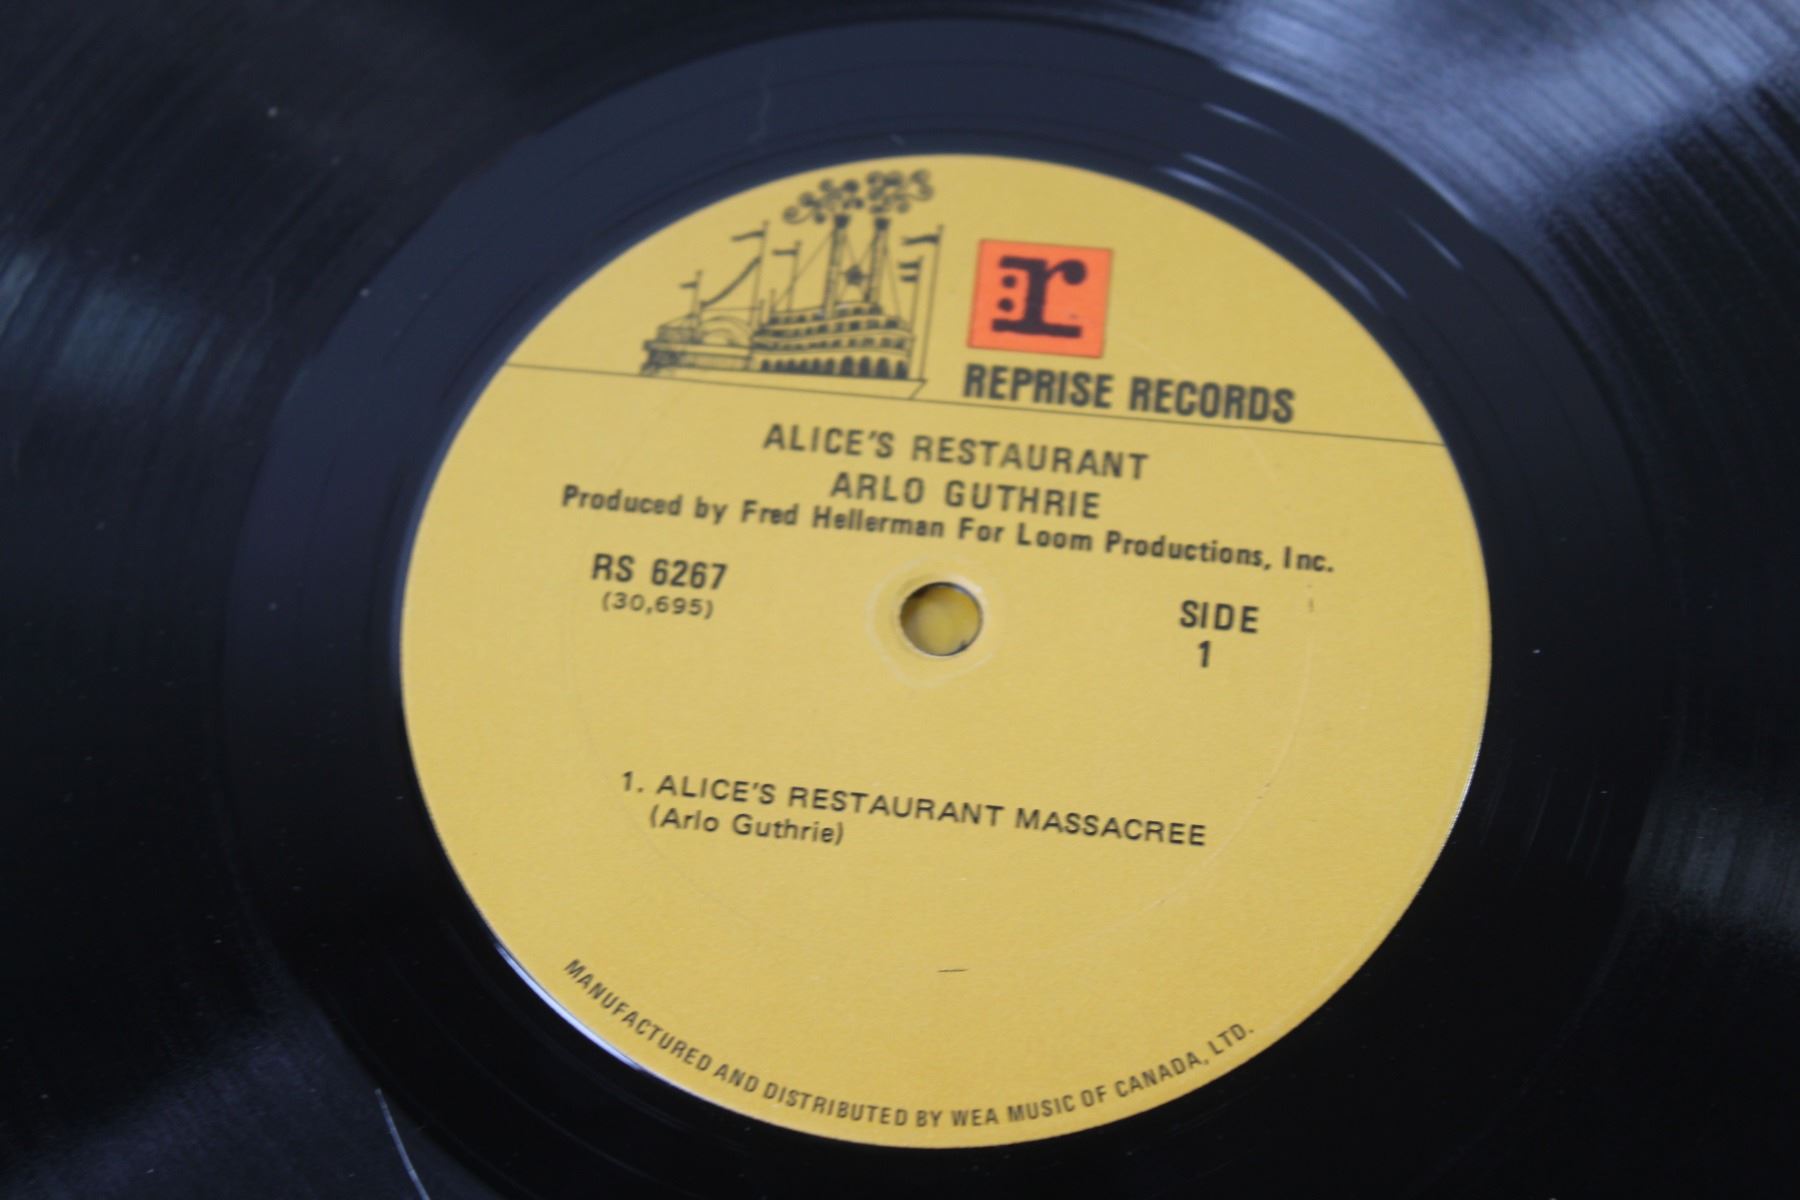 r
REPRISE RECORDS
ALICE'S RESTAURANT
ARLO GUTHRIE
Produced by Fred Hellerman For Loom Productions, Inc.
RS 6267
(30,695)
SIDE
1
1. ALICE'S RESTAURANT MASSACREE
(Arlo Guthrie)
MANUFACTURED AND DISTRIBUTED BY WEA MUSIC OF CANADA, LTD.